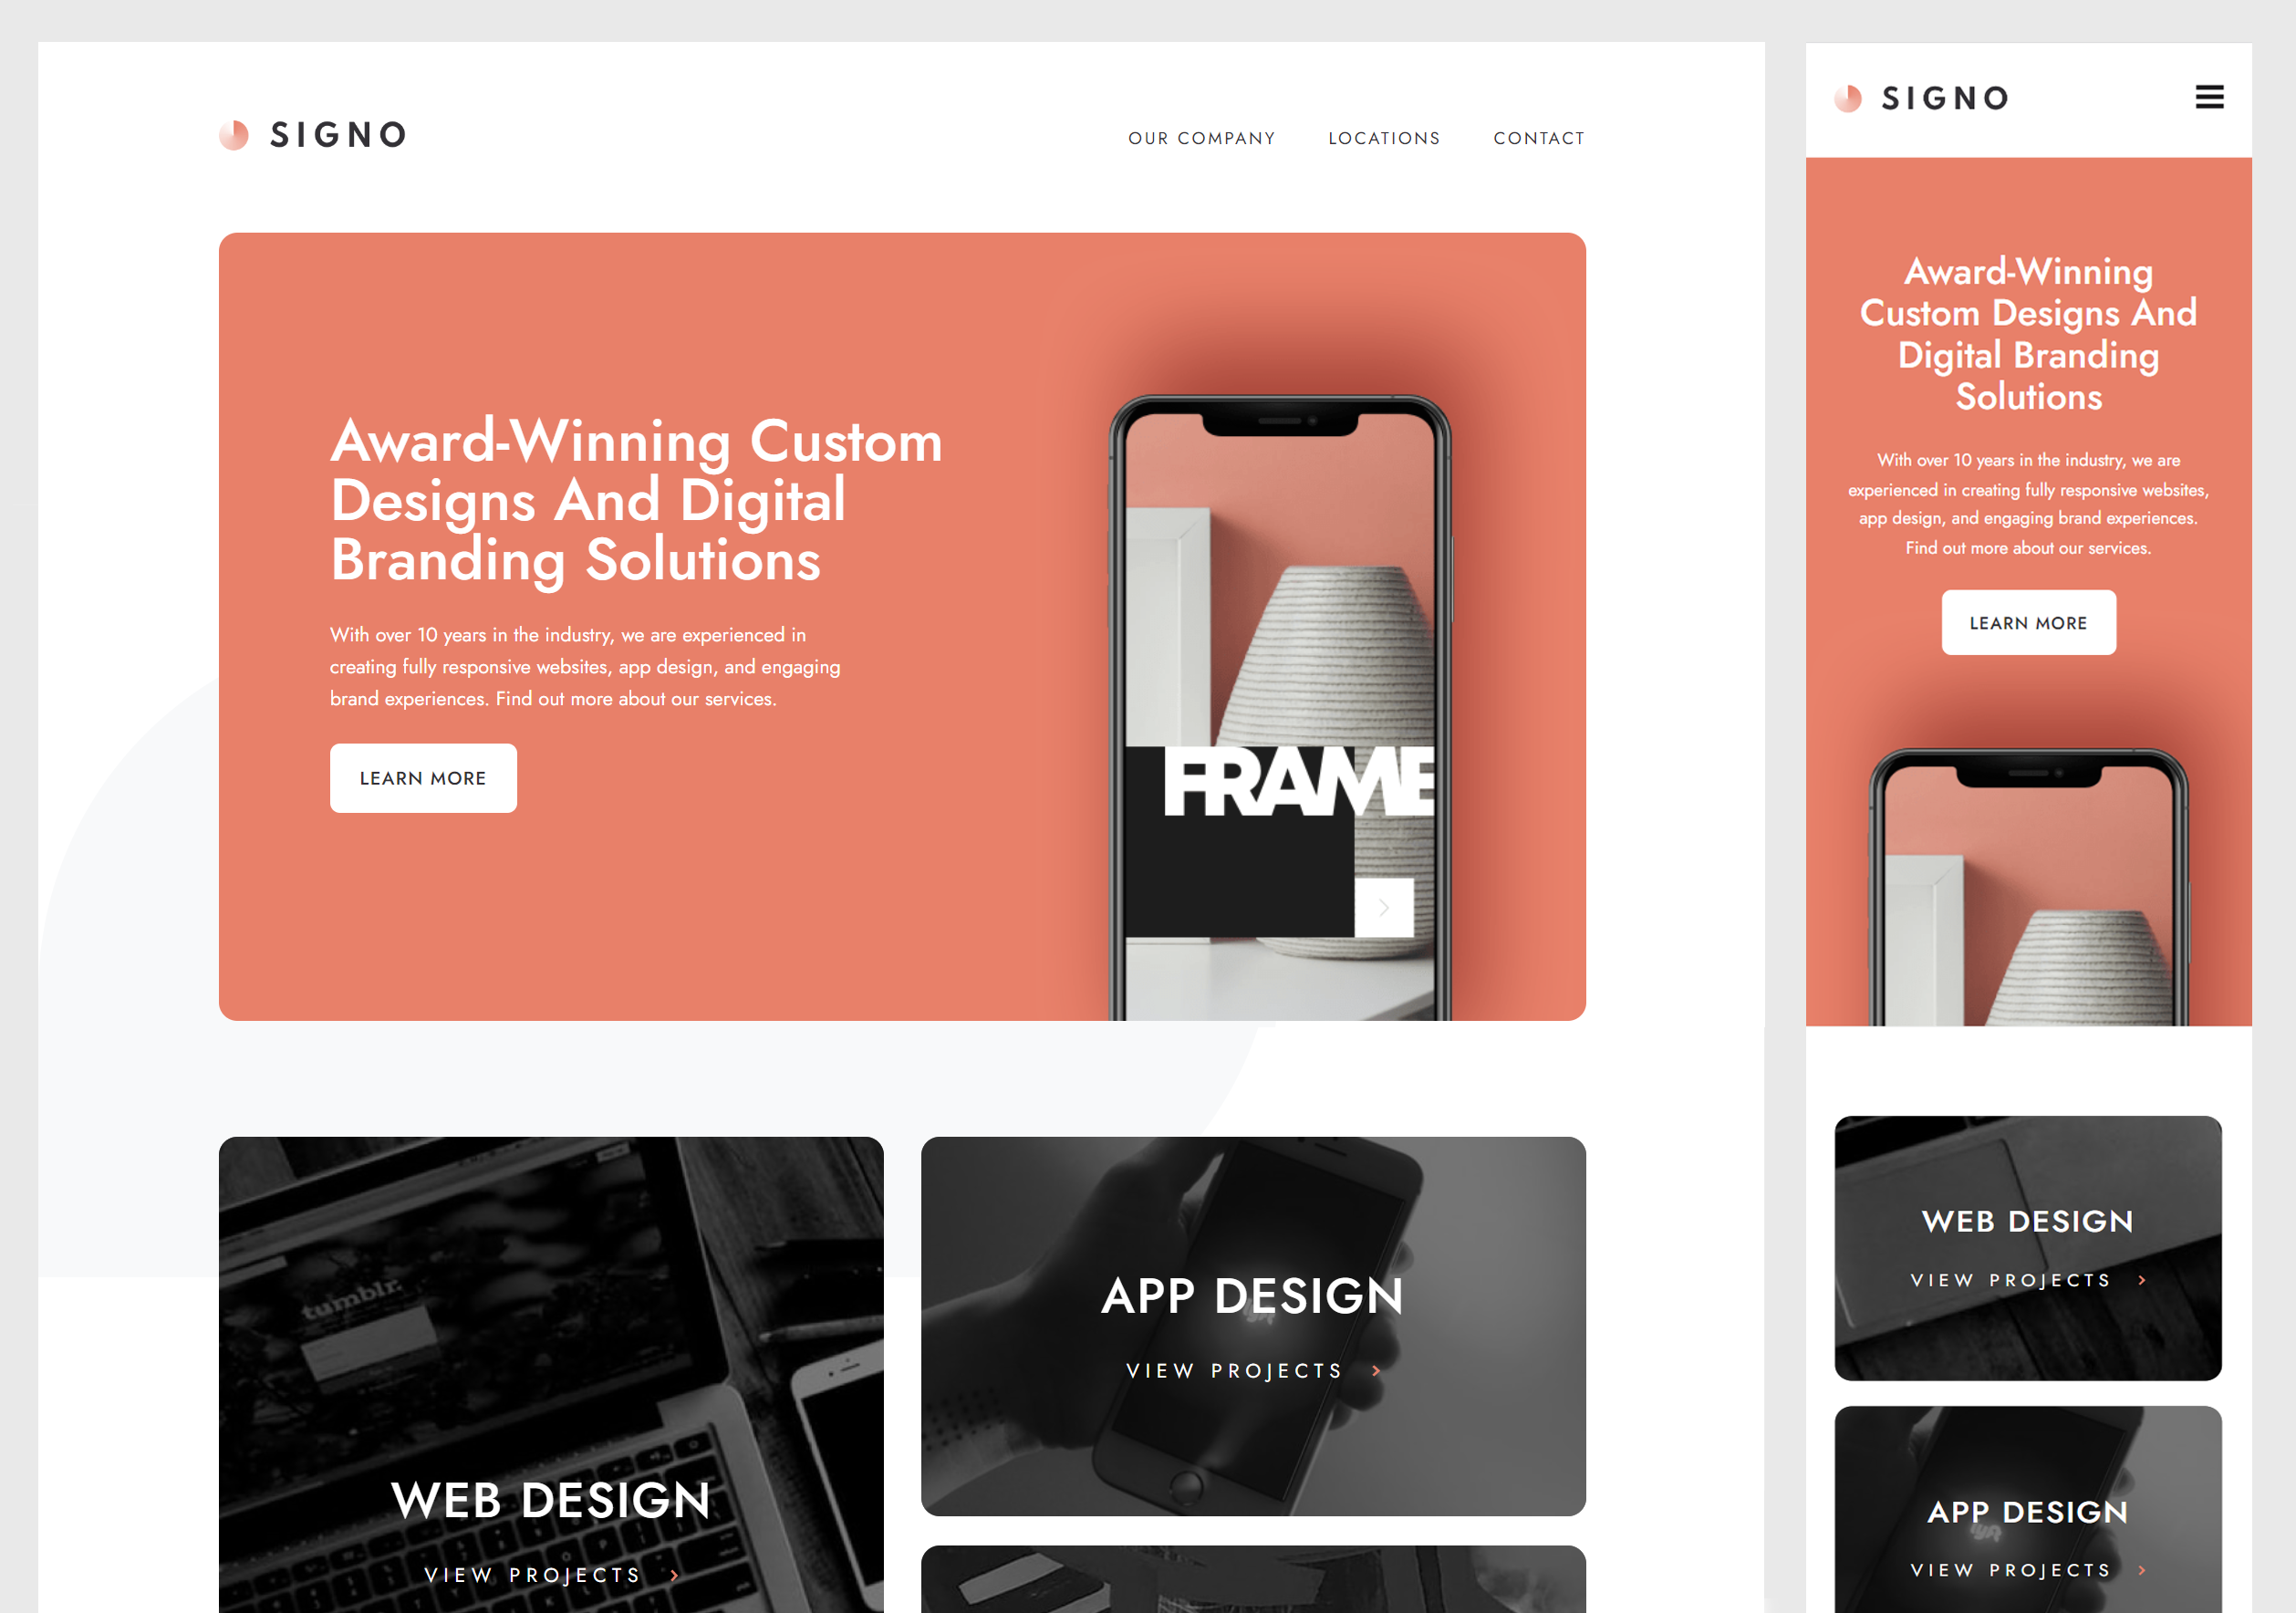 SIGNO
OUR COMPANY
LOCATIONS
CONTACT
Award-Winning Custom
Designs And Digital
Branding Solutions
With over 10 years in the industry, we are experienced in
creating fully responsive websites, app design, and engaging
brand experiences. Find out more about our services.
LEARN MORE
FRAME
tumblr.
WEB DESIGN
VIEW PROJECTS
APP DESIGN
lyft
VIEW PROJECTS
SIGNO
Award-Winning
Custom Designs And
Digital Branding
Solutions
With over 10 years in the industry, we are
experienced in creating fully responsive websites,
app design, and engaging brand experiences.
Find out more about our services.
LEARN MORE
WEB DESIGN
VIEW PROJECTS
APP DESIGN
lyft
VIEW PROJECTS